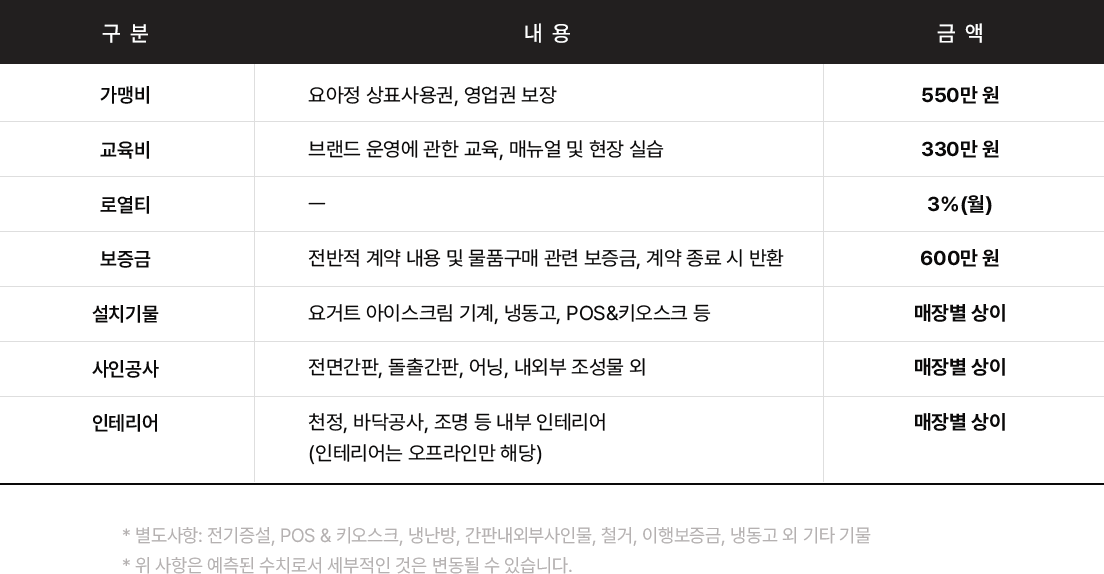 구 분 내 용 금 액
가맹비 요아정 상표사용권, 영업권 보장 550만 원
교육비 브랜드 운영에 관한 교육, 매뉴얼 및 현장 실습 330만 원
로열티 — 3%(월)
보증금 전반적 계약 내용 및 물품구매 관련 보증금, 계약 종료 시 반환 600만 원
설치기물 요거트 아이스크림 기계, 냉동고, POS&키오스크 등 매장별 상이
사인공사 전면간판, 돌출간판, 어닝, 내외부 조성물 외 매장별 상이
인테리어 천정, 바닥공사, 조명 등 내부 인테리어 매장별 상이
(인테리어는 오프라인만 해당)
* 별도사항: 전기증설, POS & 키오스크, 냉난방, 간판내외부사인물, 철거, 이행보증금, 냉동고 외 기타 기물
* 위 사항은 예측된 수치로서 세부적인 것은 변동될 수 있습니다.